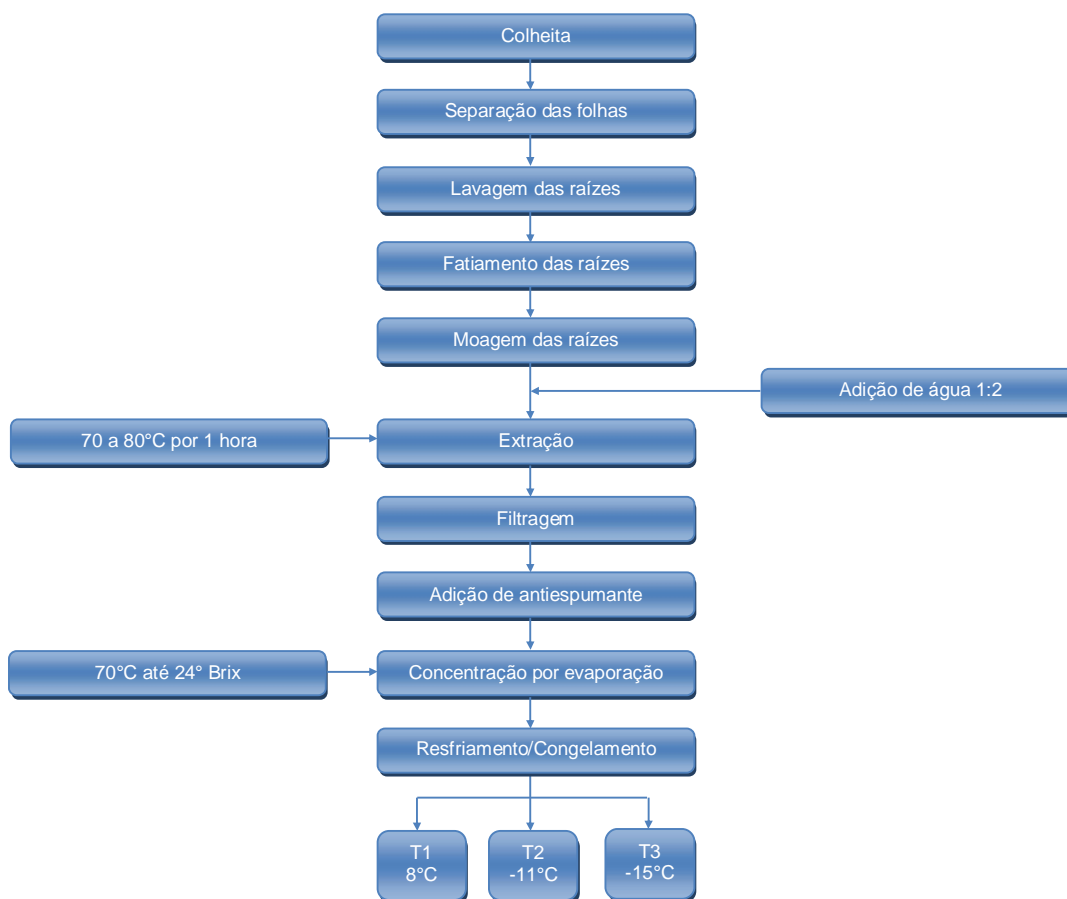 Colheita
Separação das folhas
Lavagem das raízes
Fatiamento das raízes
Moagem das raízes
Adição de água 1:2
70 a 80°C por 1 hora
Extração
Filtragem
Adição de antiespumante
70°C até 24° Brix
Concentração por evaporação
Resfriamento/Congelamento
T1
8°C
T2
-11°C
T3
-15°C